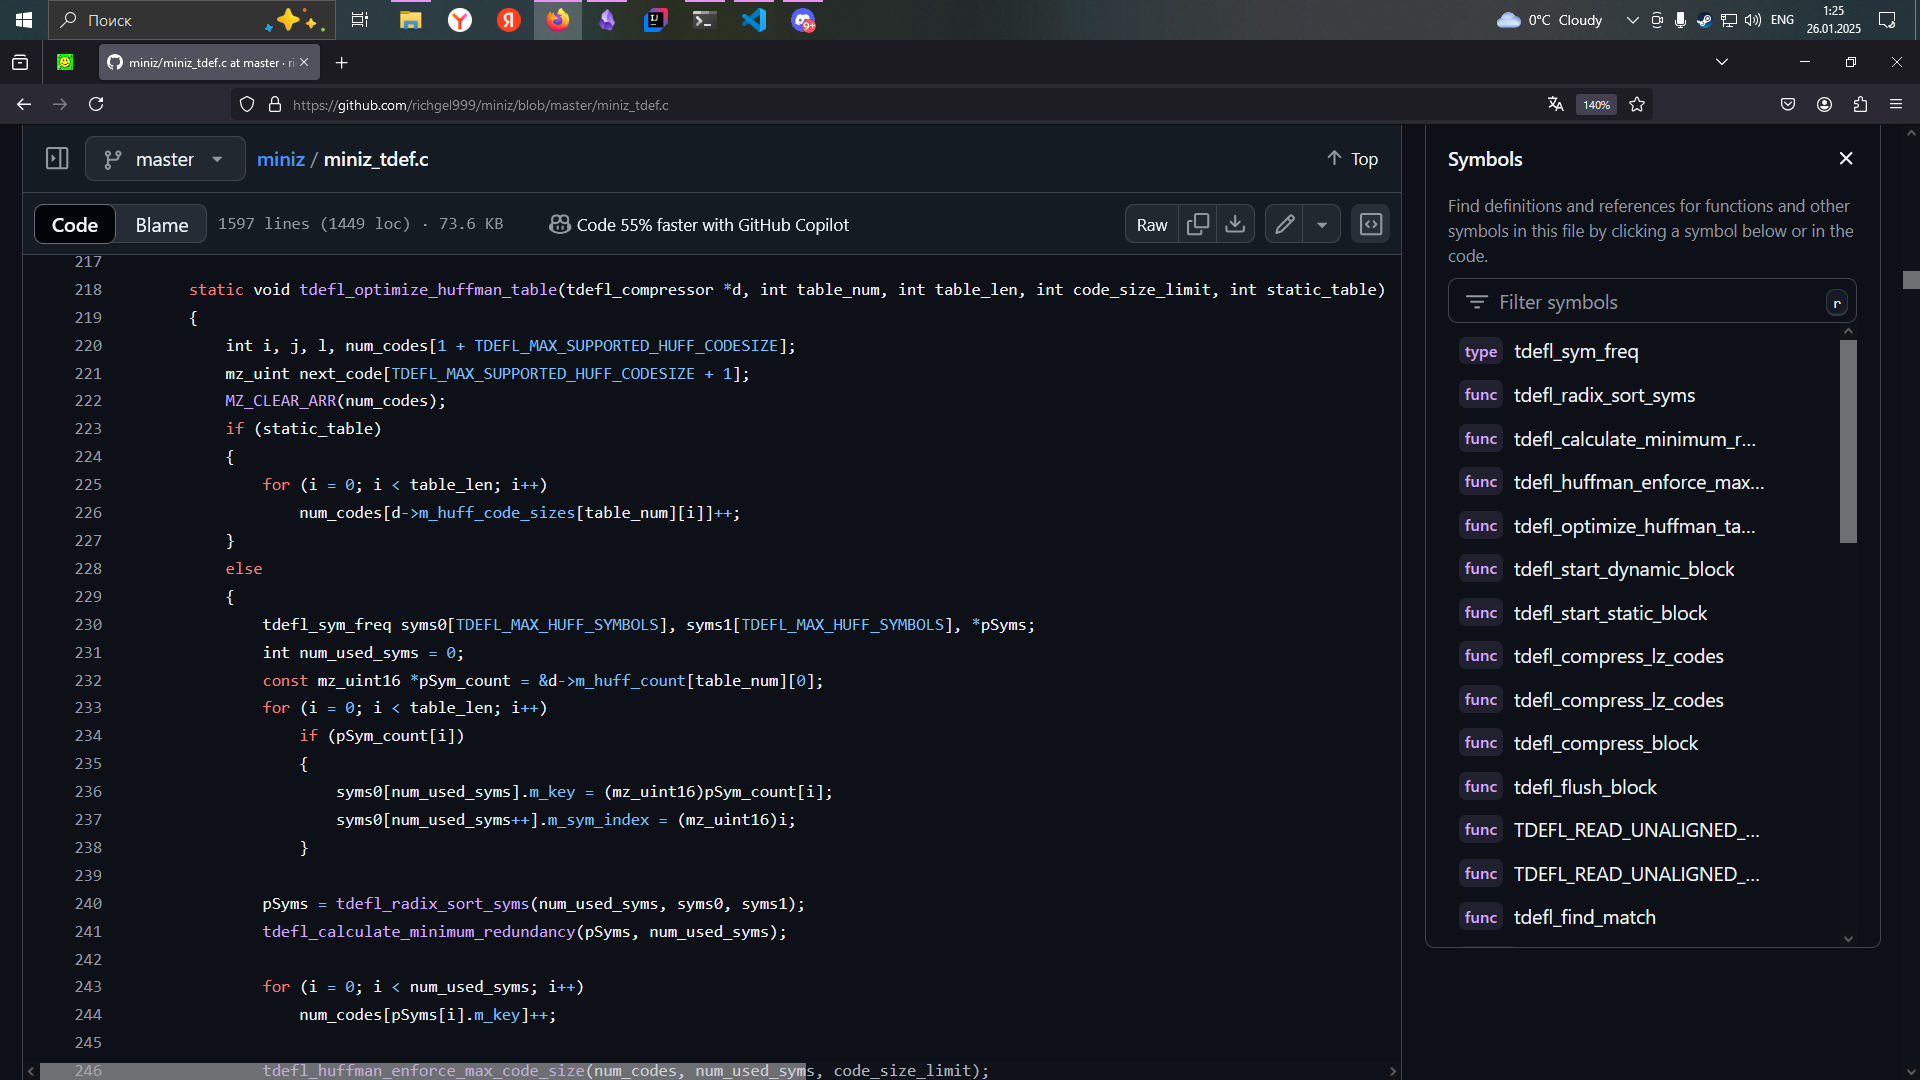 Поиск
0°C Cloudy
ENG
1:25
26.01.2025
miniz/miniz_tdef.c at master · ri
https://github.com/richgel999/miniz/blob/master/miniz_tdef.c
140%
master
miniz / miniz_tdef.c
Top
Code
Blame
1597 lines (1449 loc) · 73.6 KB
Code 55% faster with GitHub Copilot
Raw
217
218 static void tdefl_optimize_huffman_table(tdefl_compressor *d, int table_num, int table_len, int code_size_limit, int static_table)
219 {
220 int i, j, l, num_codes[1 + TDEFL_MAX_SUPPORTED_HUFF_CODESIZE];
221 mz_uint next_code[TDEFL_MAX_SUPPORTED_HUFF_CODESIZE + 1];
222 MZ_CLEAR_ARR(num_codes);
223 if (static_table)
224 {
225 for (i = 0; i < table_len; i++)
226 num_codes[d->m_huff_code_sizes[table_num][i]]++;
227 }
228 else
229 {
230 tdefl_sym_freq syms0[TDEFL_MAX_HUFF_SYMBOLS], syms1[TDEFL_MAX_HUFF_SYMBOLS], *pSyms;
231 int num_used_syms = 0;
232 const mz_uint16 *pSym_count = &d->m_huff_count[table_num][0];
233 for (i = 0; i < table_len; i++)
234 if (pSym_count[i])
235 {
236 syms0[num_used_syms].m_key = (mz_uint16)pSym_count[i];
237 syms0[num_used_syms++].m_sym_index = (mz_uint16)i;
238 }
239
240 pSyms = tdefl_radix_sort_syms(num_used_syms, syms0, syms1);
241 tdefl_calculate_minimum_redundancy(pSyms, num_used_syms);
242
243 for (i = 0; i < num_used_syms; i++)
244 num_codes[pSyms[i].m_key]++;
245
246 tdefl_huffman_enforce_max_code_size(num_codes, num_used_syms, code_size_limit);
Symbols
Find definitions and references for functions and other
symbols in this file by clicking a symbol below or in the
code.
Filter symbols
r
type tdefl_sym_freq
func tdefl_radix_sort_syms
func tdefl_calculate_minimum_r...
func tdefl_huffman_enforce_max...
func tdefl_optimize_huffman_ta...
func tdefl_start_dynamic_block
func tdefl_start_static_block
func tdefl_compress_lz_codes
func tdefl_compress_lz_codes
func tdefl_compress_block
func tdefl_flush_block
func TDEFL_READ_UNALIGNED_...
func TDEFL_READ_UNALIGNED_...
func tdefl_find_match